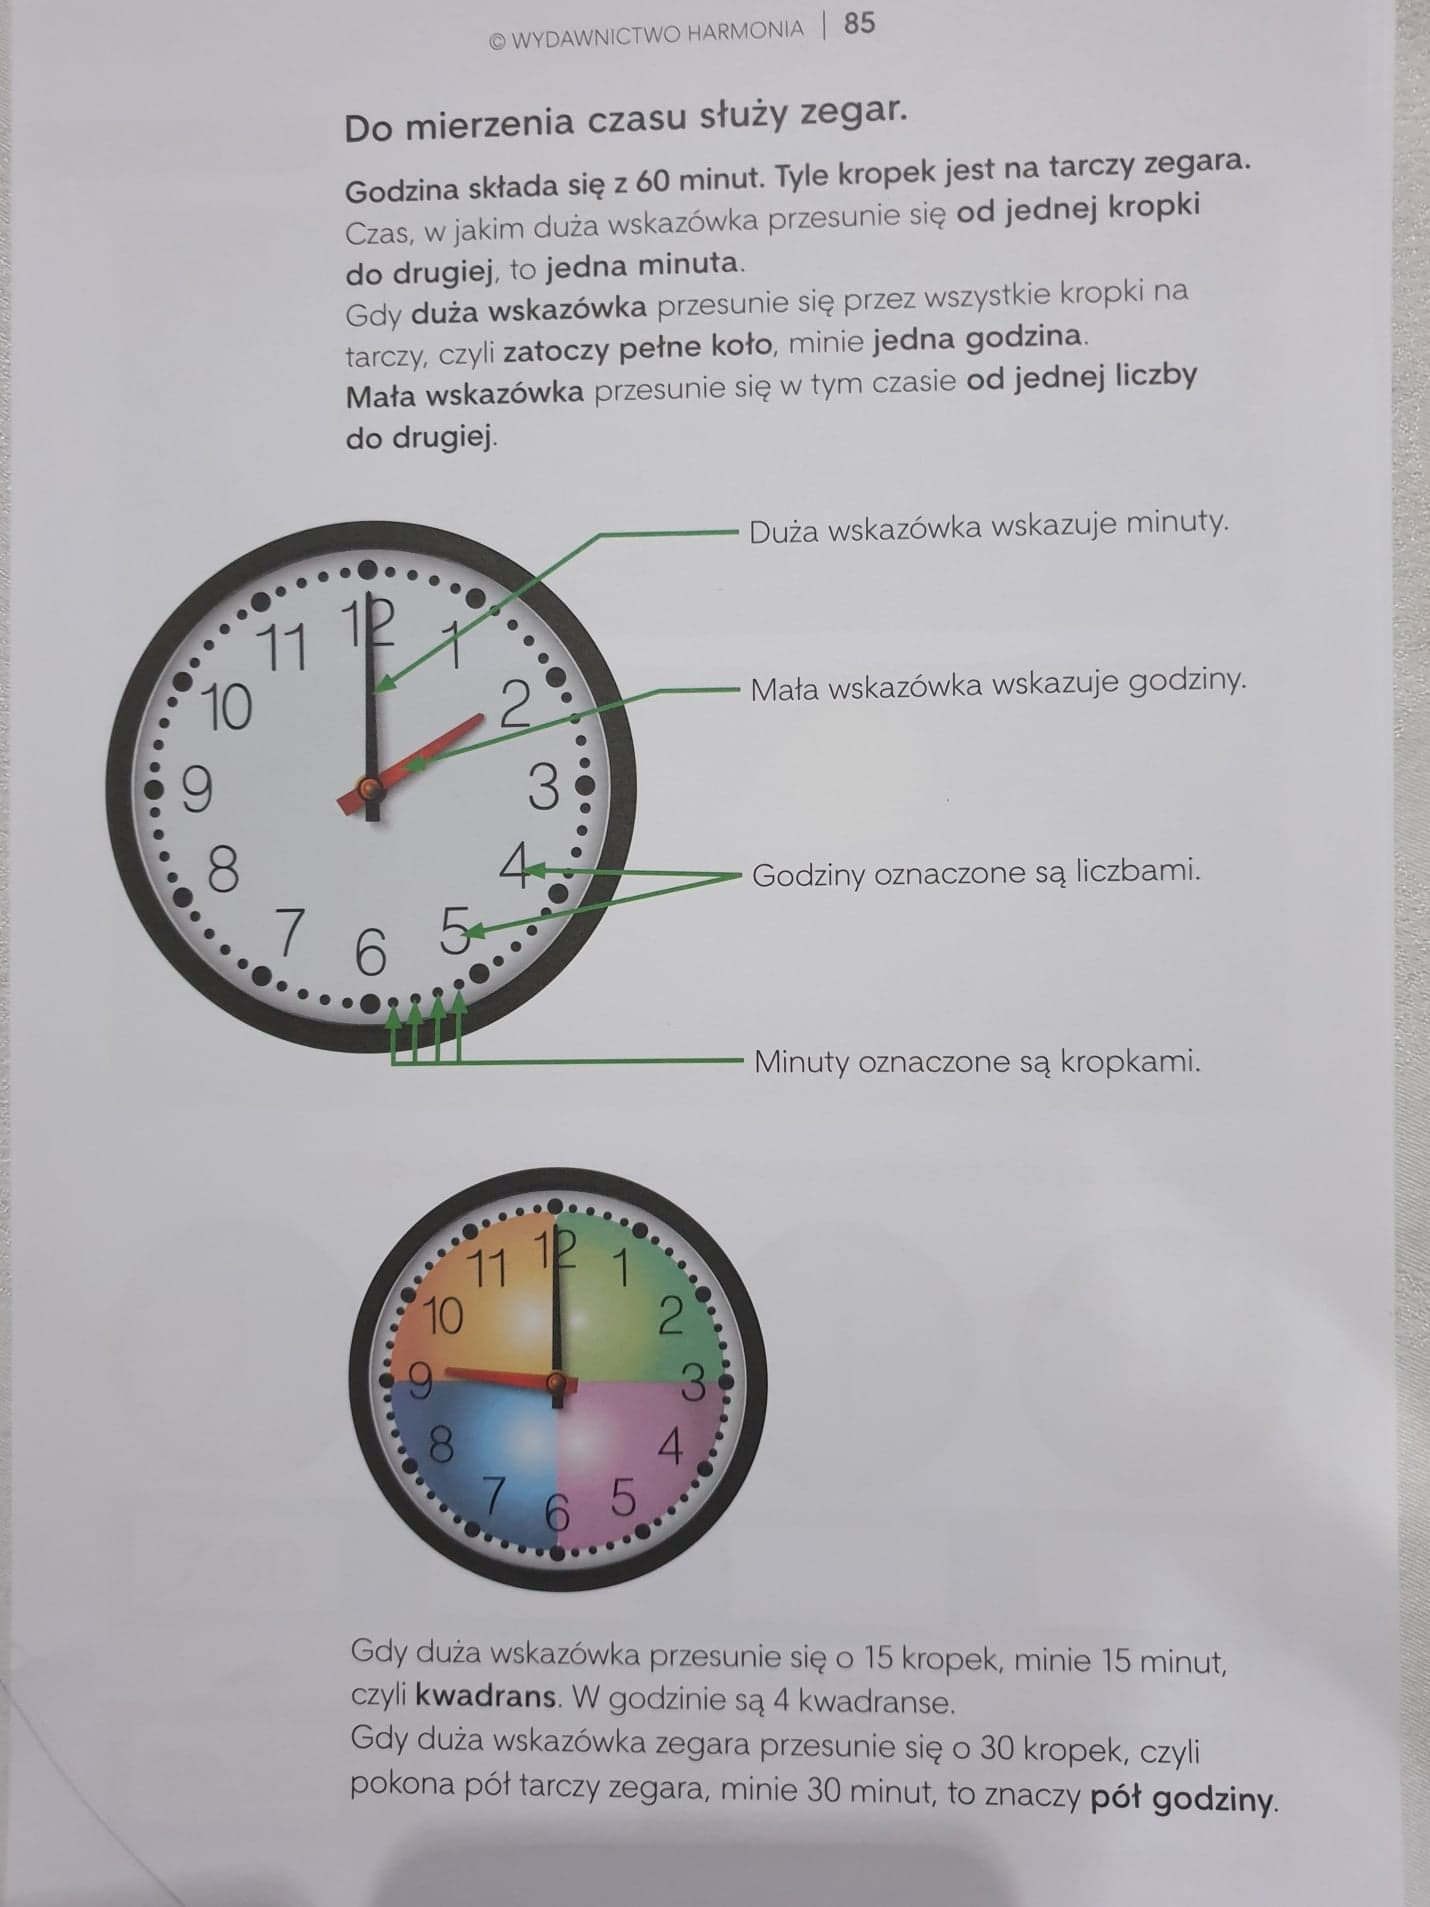 © WYDAWNICTWO HARMONIA | 85
Do mierzenia czasu służy zegar.
Godzina składa się z 60 minut. Tyle kropek jest na tarczy zegara.
Czas, w jakim duża wskazówka przesunie się od jednej kropki
do drugiej, to jedna minuta.
Gdy duża wskazówka przesunie się przez wszystkie kropki na
tarczy, czyli zatoczy pełne koło, minie jedna godzina.
Mała wskazówka przesunie się w tym czasie od jednej liczby
do drugiej.
Duża wskazówka wskazuje minuty.
Mała wskazówka wskazuje godziny.
Godziny oznaczone są liczbami.
Minuty oznaczone są kropkami.
12
1
2
3
4
5
6
7
8
9
10
11
12
1
2
3
4
5
6
7
8
9
10
11
Gdy duża wskazówka przesunie się o 15 kropek, minie 15 minut,
czyli kwadrans. W godzinie są 4 kwadranse.
Gdy duża wskazówka zegara przesunie się o 30 kropek, czyli
pokona pół tarczy zegara, minie 30 minut, to znaczy pół godziny.